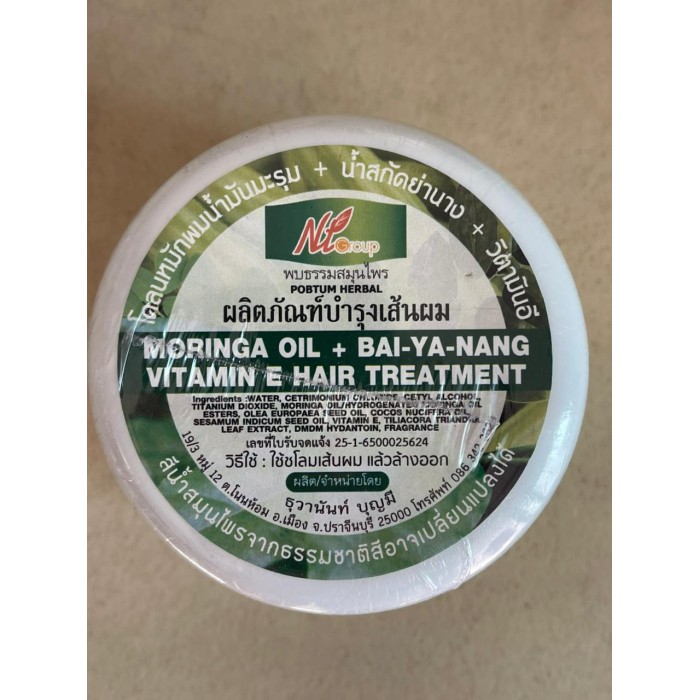 โคลนหมักผมน้ำมันมะรุม + น้ำสกัดย่านาง + วิตามินอี
NP Group
พบธรรมสมุนไพร
POBTUM HERBAL
ผลิตภัณฑ์บำรุงเส้นผม
MORINGA OIL + BAI-YA-NANG
VITAMIN E HAIR TREATMENT
Ingredients :WATER, CETRIMONIUM CHLORIDE, CETYL ALCOHOL,
TITANIUM DIOXIDE, MORINGA OIL/HYDROGENATED MORINGA OIL
ESTERS, OLEA EUROPAEA SEED OIL, COCOS NUCIFERA OIL,
SESAMUM INDICUM SEED OIL, VITAMIN E, TILIACORA TRIANDRA
LEAF EXTRACT, DMDM HYDANTOIN, FRAGRANCE
เลขที่ใบรับจดแจ้ง 25-1-6500025624
วิธีใช้ : ใช้ชโลมเส้นผม แล้วล้างออก
ผลิต/จำหน่ายโดย
ธุวานันท์ บุญมี
19/3 หมู่ 12 ต.โนนห้อม อ.เมือง จ.ปราจีนบุรี 25000 โทรศัพท์ 086
สีน้ำสมุนไพรจากธรรมชาติสีอาจเปลี่ยนแปลงได้